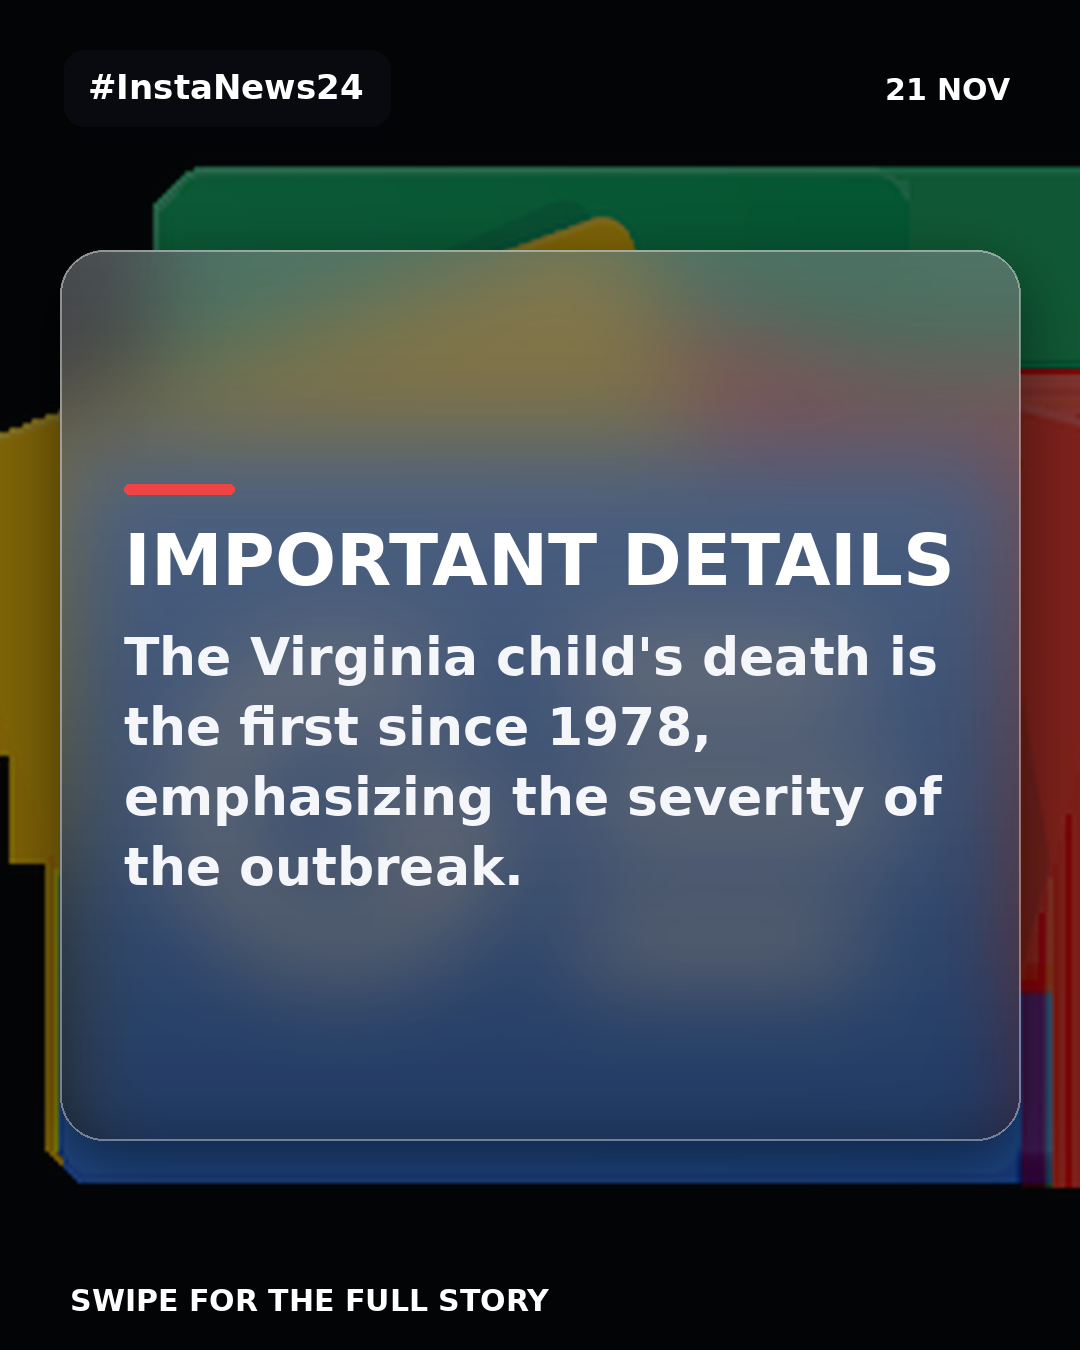 #InstaNews24
21 NOV
IMPORTANT DETAILS
The Virginia child's death is
the first since 1978,
emphasizing the severity of
the outbreak.
SWIPE FOR THE FULL STORY